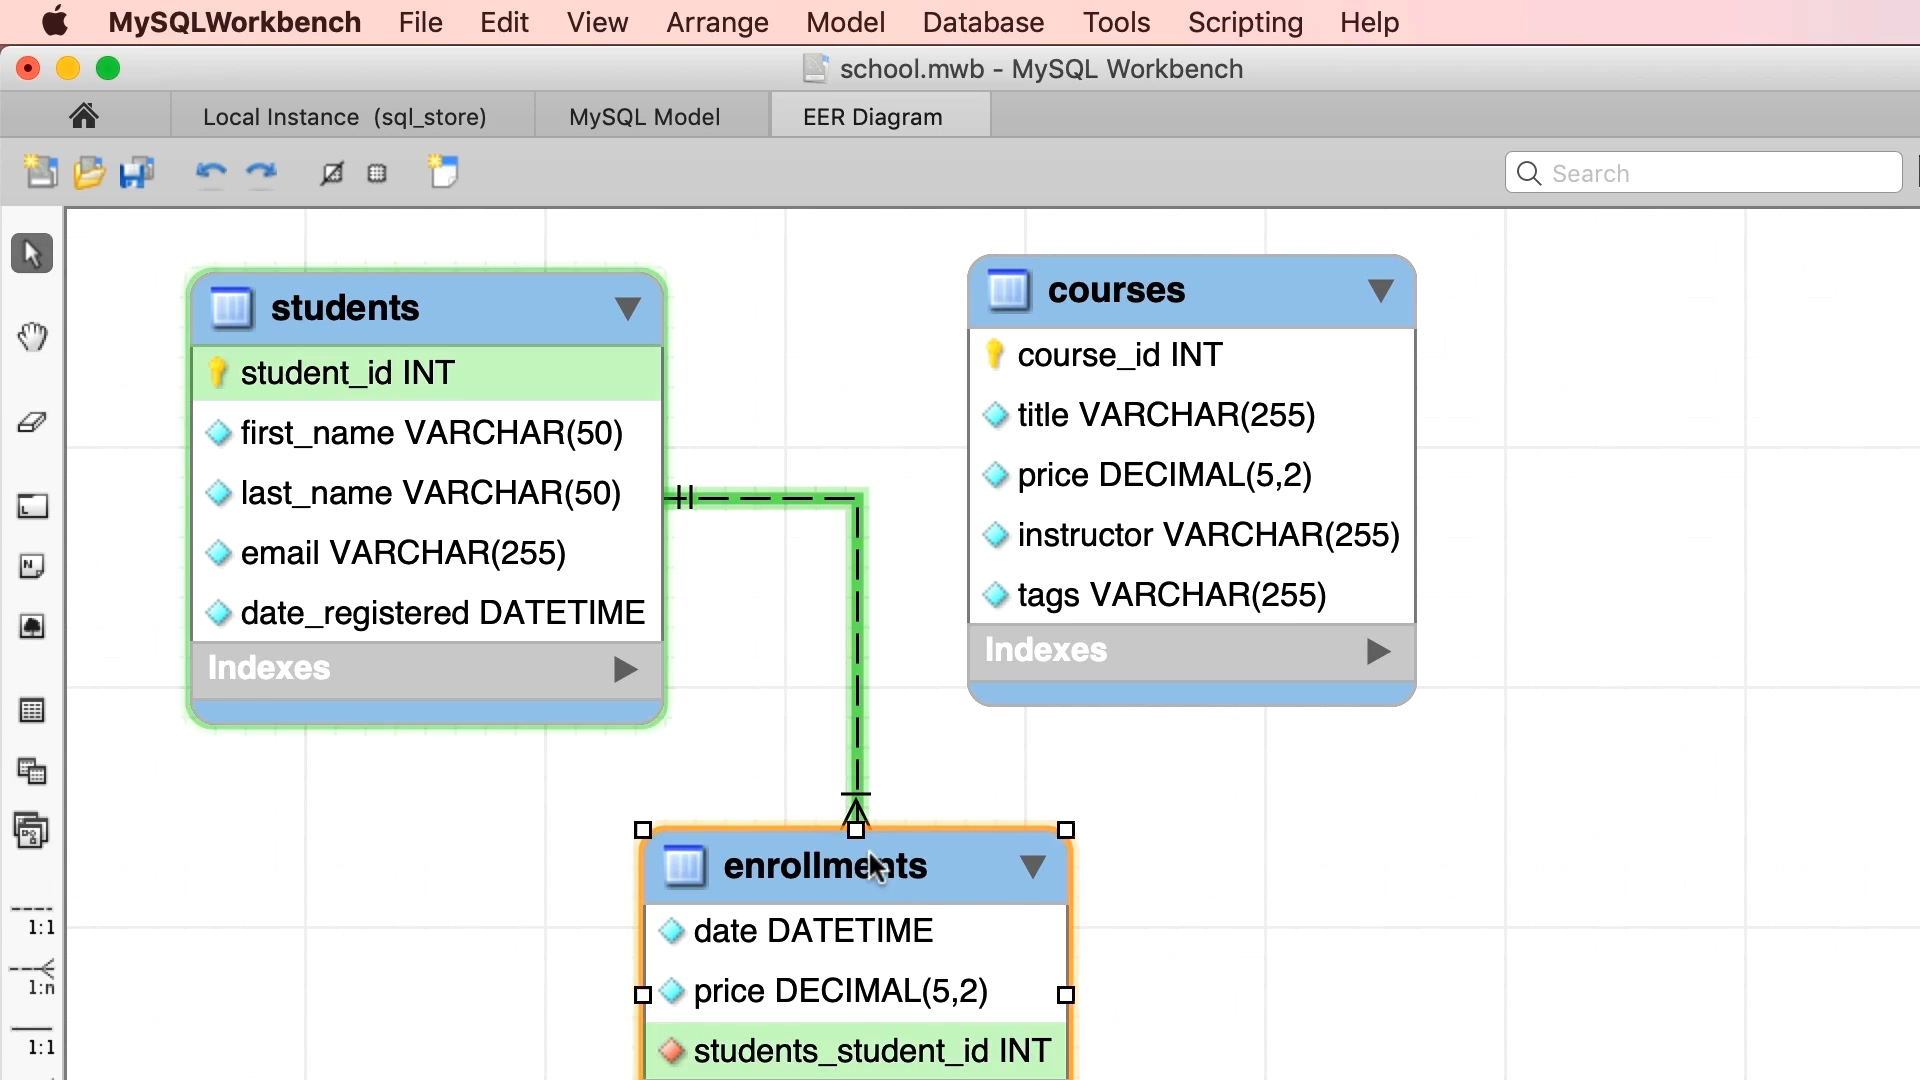 MySQLWorkbench File Edit View Arrange Model Database Tools Scripting Help
school.mwb - MySQL Workbench
Local Instance (sql_store) MySQL Model EER Diagram
Search
students
student_id INT
first_name VARCHAR(50)
last_name VARCHAR(50)
email VARCHAR(255)
date_registered DATETIME
Indexes
courses
course_id INT
title VARCHAR(255)
price DECIMAL(5,2)
instructor VARCHAR(255)
tags VARCHAR(255)
Indexes
enrollments
date DATETIME
price DECIMAL(5,2)
students_student_id INT
1:1
1:n
1:1